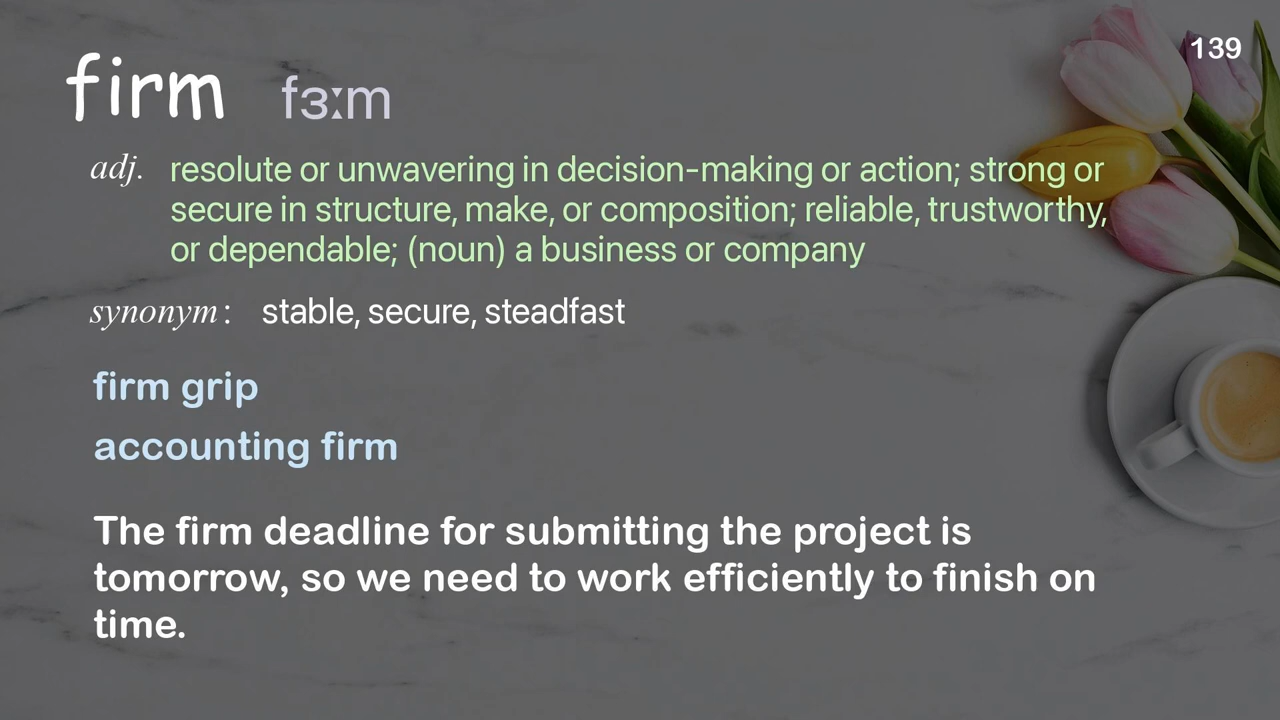 139
firm fɜːm
adj. resolute or unwavering in decision-making or action; strong or
secure in structure, make, or composition; reliable, trustworthy,
or dependable; (noun) a business or company
synonym: stable, secure, steadfast
firm grip
accounting firm
The firm deadline for submitting the project is
tomorrow, so we need to work efficiently to finish on
time.